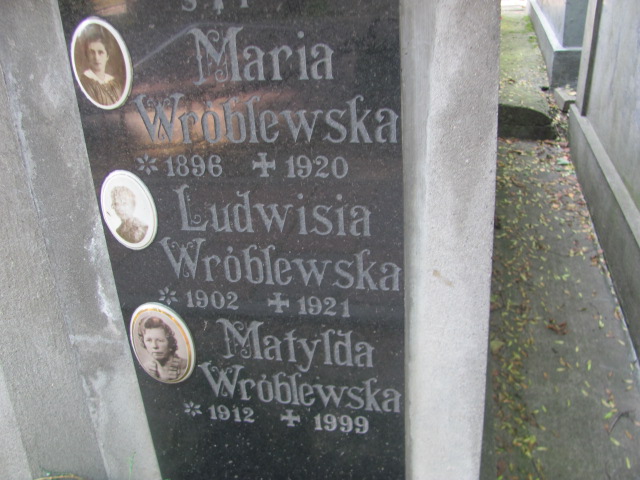 Maria
Wróblewska
* 1896 ✝ 1920
Ludwisia
Wróblewska
* 1902 ✝ 1921
Matylda
Wróblewska
* 1912 ✝ 1999